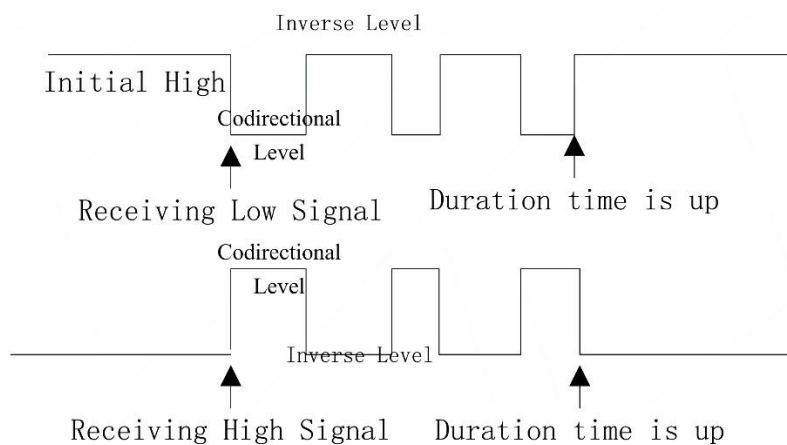 Inverse Level
Initial High
Codirectional
Level
Receiving Low Signal
Duration time is up
Codirectional
Level
Inverse Level
Receiving High Signal
Duration time is up